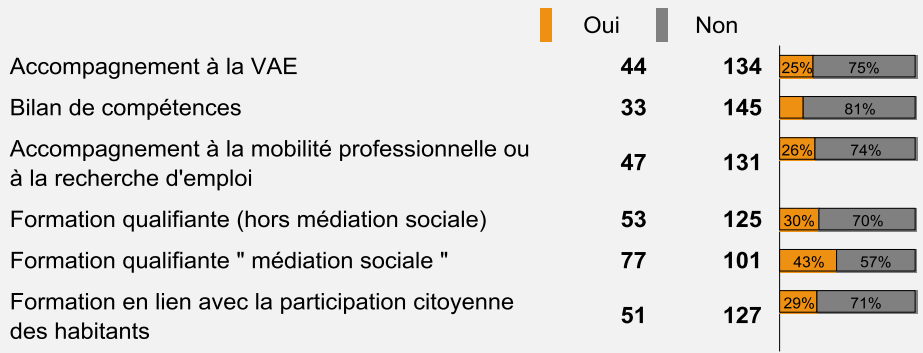 Oui Non
Accompagnement à la VAE 44 134 25% 75%
Bilan de compétences 33 145 81%
Accompagnement à la mobilité professionnelle ou
à la recherche d'emploi 47 131 26% 74%
Formation qualifiante (hors médiation sociale) 53 125 30% 70%
Formation qualifiante " médiation sociale " 77 101 43% 57%
Formation en lien avec la participation citoyenne
des habitants 51 127 29% 71%